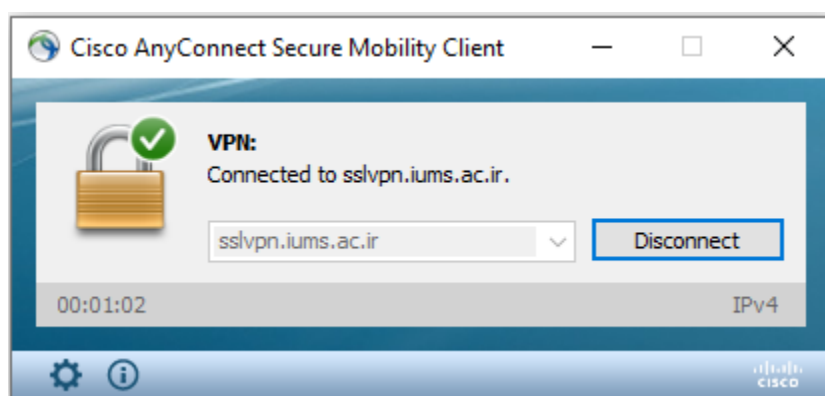 Cisco AnyConnect Secure Mobility Client
VPN:
Connected to sslvpn.iums.ac.ir.
sslvpn.iums.ac.ir
Disconnect
00:01:02
IPv4
cisco